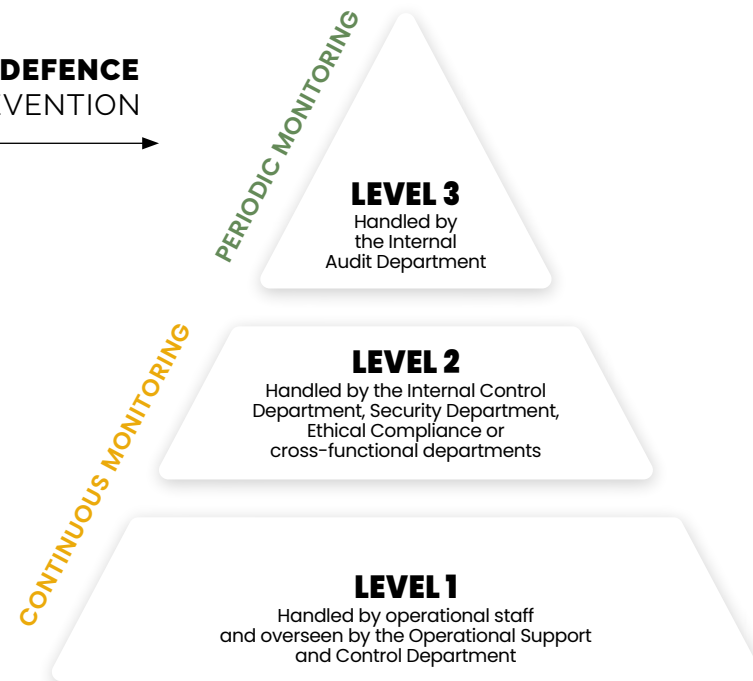 DEFENCE
EVENTION
PERIODIC MONITORING
LEVEL 3
Handled by
the Internal
Audit Department
CONTINUOUS MONITORING
LEVEL 2
Handled by the Internal Control
Department, Security Department,
Ethical Compliance or
cross-functional departments
LEVEL 1
Handled by operational staff
and overseen by the Operational Support
and Control Department